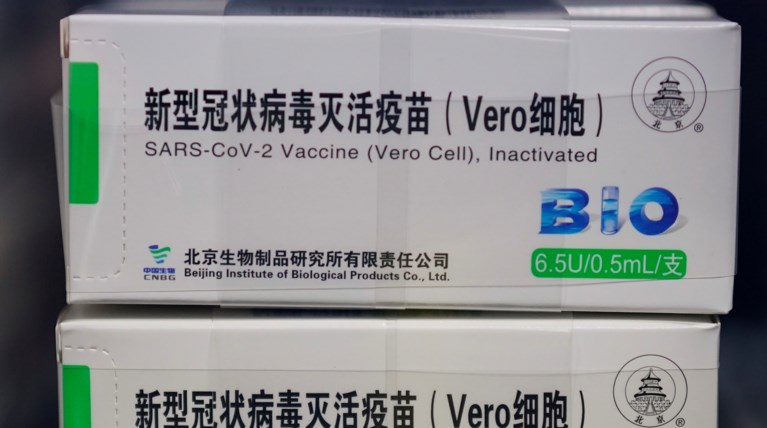 新型冠状病毒灭活疫苗（Vero细胞）
SARS-CoV-2 Vaccine (Vero Cell), Inactivated
北京
®
BIO
6.5U/0.5mL/支
中国生物
CNBG
北京生物制品研究所有限责任公司
Beijing Institute of Biological Products Co., Ltd.
新型冠状病毒灭活疫苗（Vero细胞）
北京
®